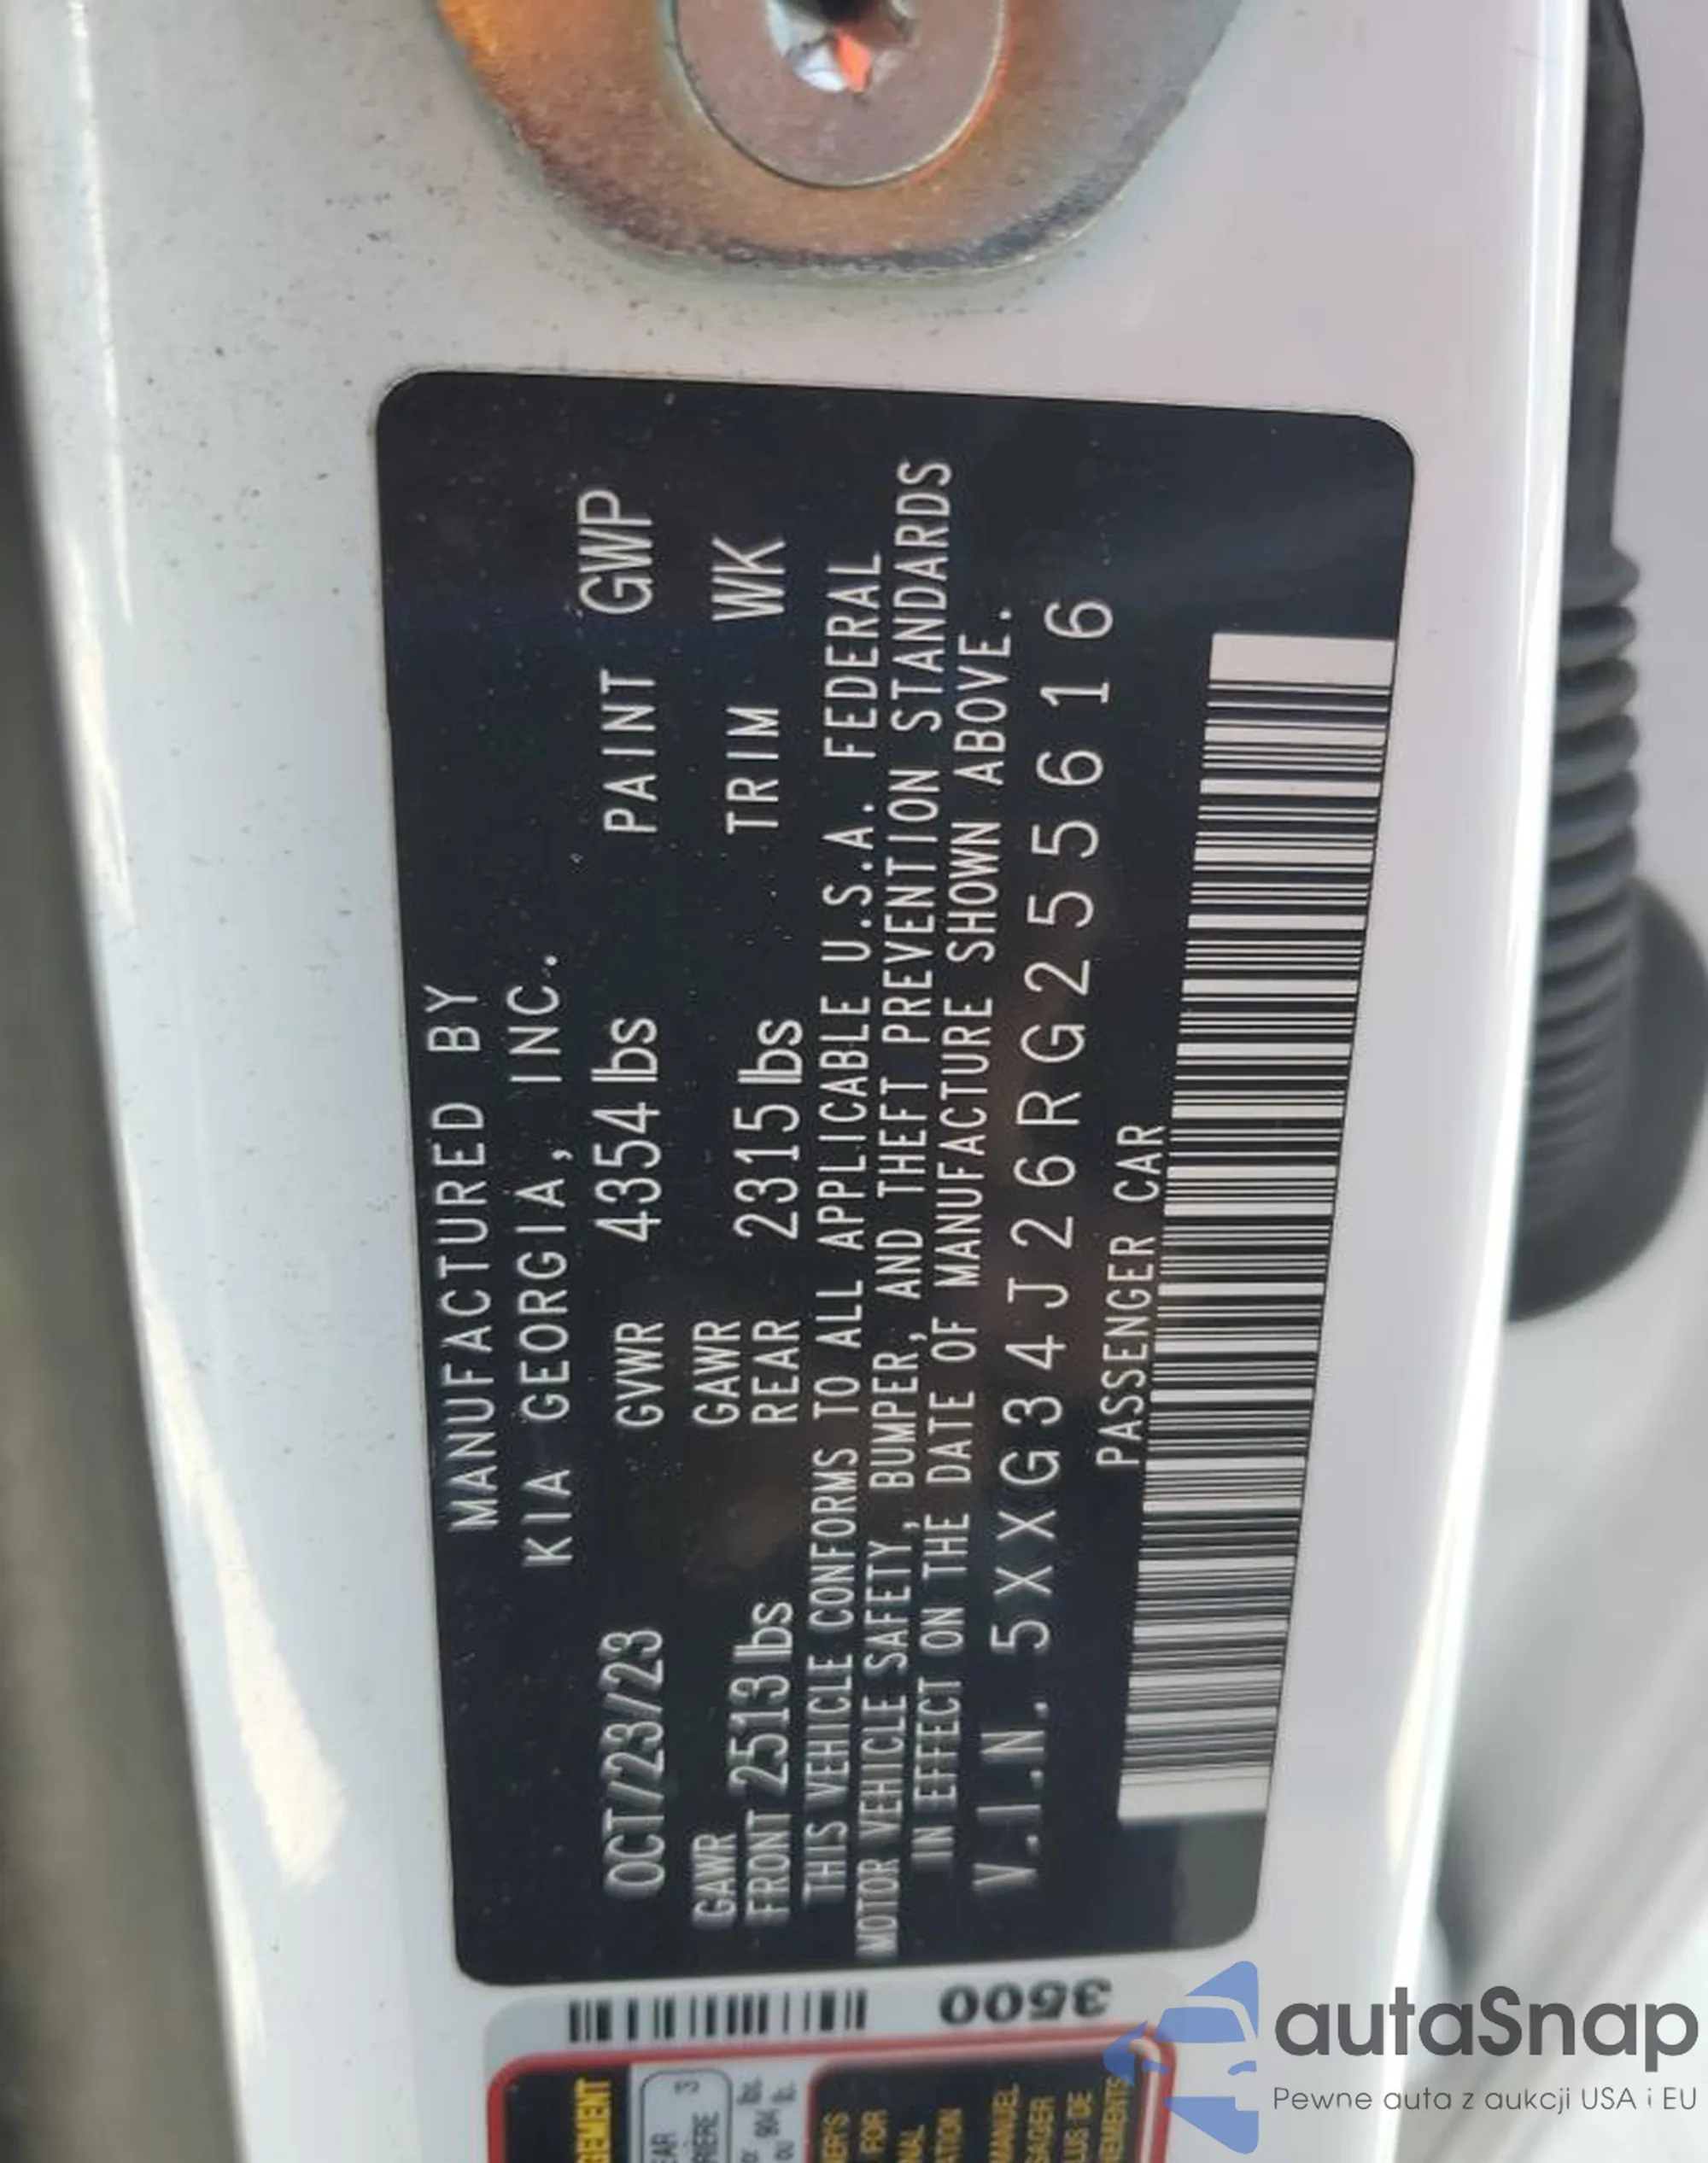 MANUFACTURED BY
KIA GEORGIA, INC.
OCT/23/23 GVWR 4354 lbs PAINT GWP
GAWR GAWR
FRONT 2513 lbs REAR 2315 lbs TRIM WK
THIS VEHICLE CONFORMS TO ALL APPLICABLE U.S.A. FEDERAL
MOTOR VEHICLE SAFETY, BUMPER, AND THEFT PREVENTION STANDARDS
IN EFFECT ON THE DATE OF MANUFACTURE SHOWN ABOVE.
V.I.N. 5XXG34J26RG255616
PASSENGER CAR
3500
autaSnap
Pewne auta z aukcji USA i EU